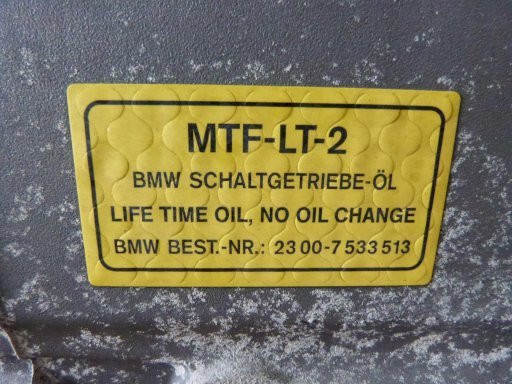 MTF-LT-2
BMW SCHALTGETRIEBE-ÖL
LIFE TIME OIL, NO OIL CHANGE
BMW BEST.-NR.: 23 00-7 533 513